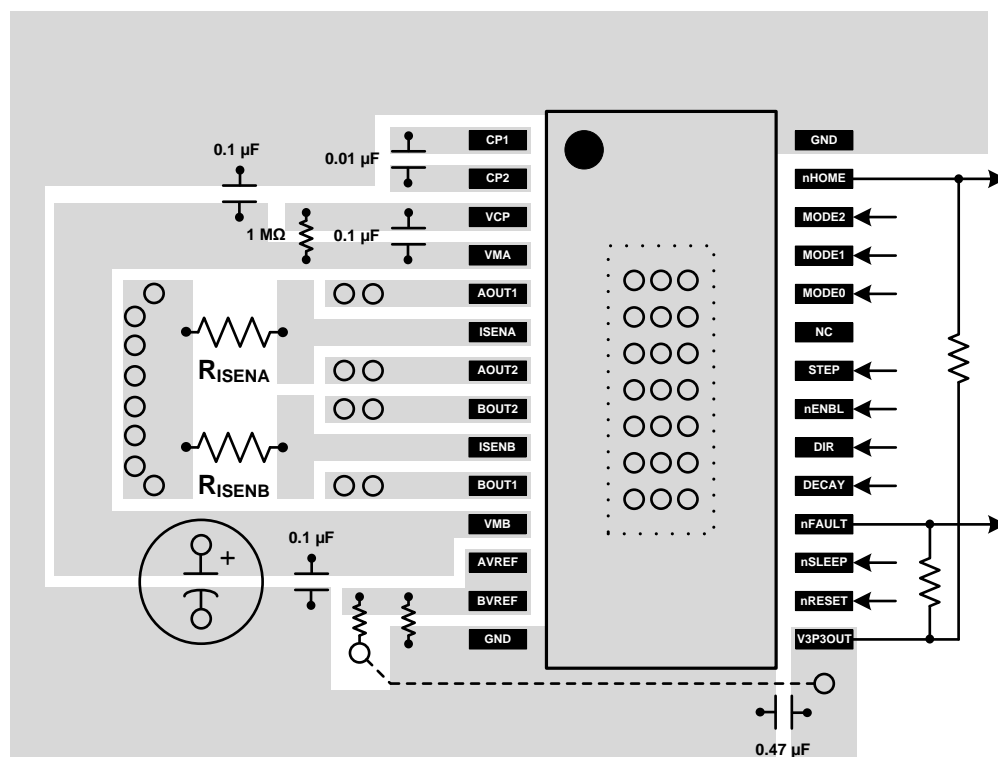 CP1
GND
0.1 µF
0.01 µF
CP2
nHOME
VCP
MODE2
1 MΩ
0.1 µF
VMA
MODE1
AOUT1
MODE0
ISENA
NC
RISENA
AOUT2
STEP
BOUT2
nENBL
ISENB
DIR
RISENB
BOUT1
DECAY
VMB
nFAULT
0.1 µF
+
AVREF
nSLEEP
BVREF
nRESET
GND
V3P3OUT
0.47 µF